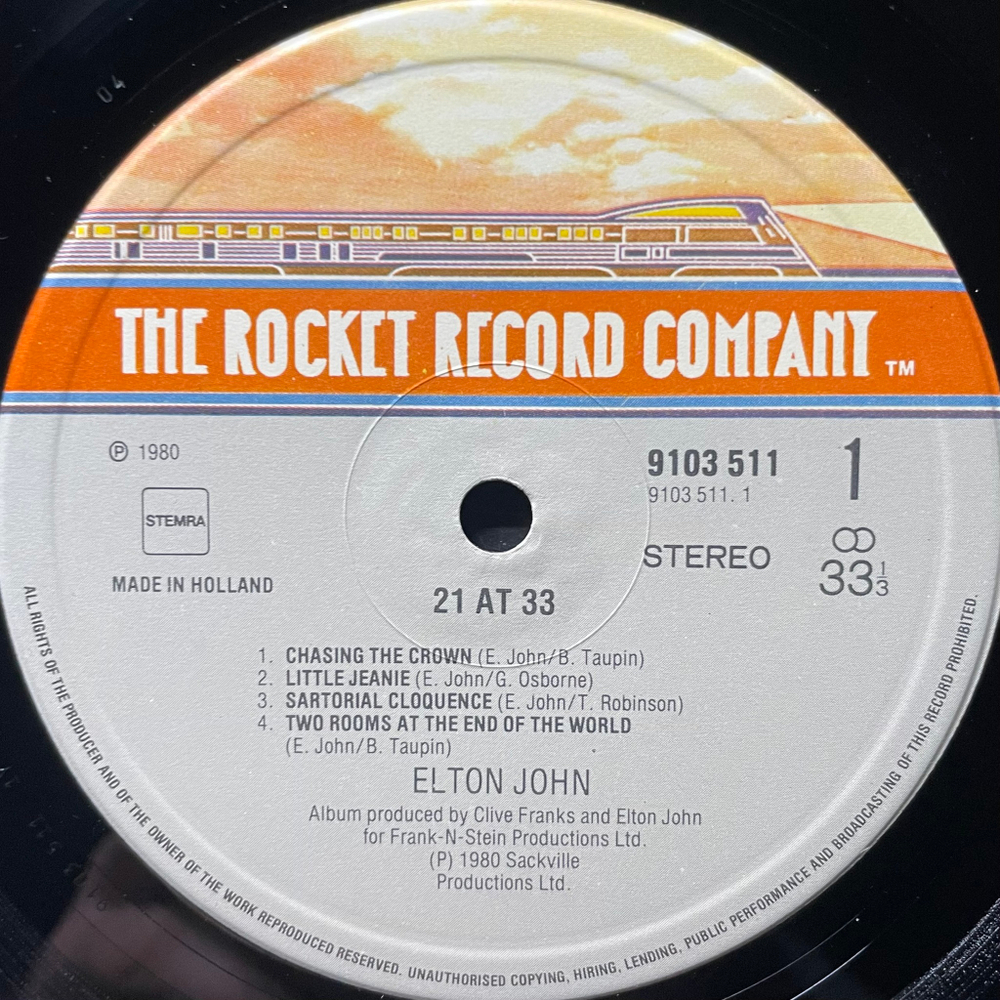 04
THE ROCKET RECORD COMPANY TM
℗ 1980
STEMRA
MADE IN HOLLAND
9103 511
9103 511. 1
1
STEREO
33⅓
21 AT 33
1. CHASING THE CROWN (E. John/B. Taupin)
2. LITTLE JEANIE (E. John/G. Osborne)
3. SARTORIAL CLOQUENCE (E. John/T. Robinson)
4. TWO ROOMS AT THE END OF THE WORLD
(E. John/B. Taupin)
ELTON JOHN
Album produced by Clive Franks and Elton John
for Frank-N-Stein Productions Ltd.
(P) 1980 Sackville
Productions Ltd.
ALL RIGHTS OF THE PRODUCER AND OF THE OWNER OF THE WORK REPRODUCED RESERVED. UNAUTHORISED COPYING, HIRING, LENDING, PUBLIC PERFORMANCE AND BROADCASTING OF THIS RECORD PROHIBITED.